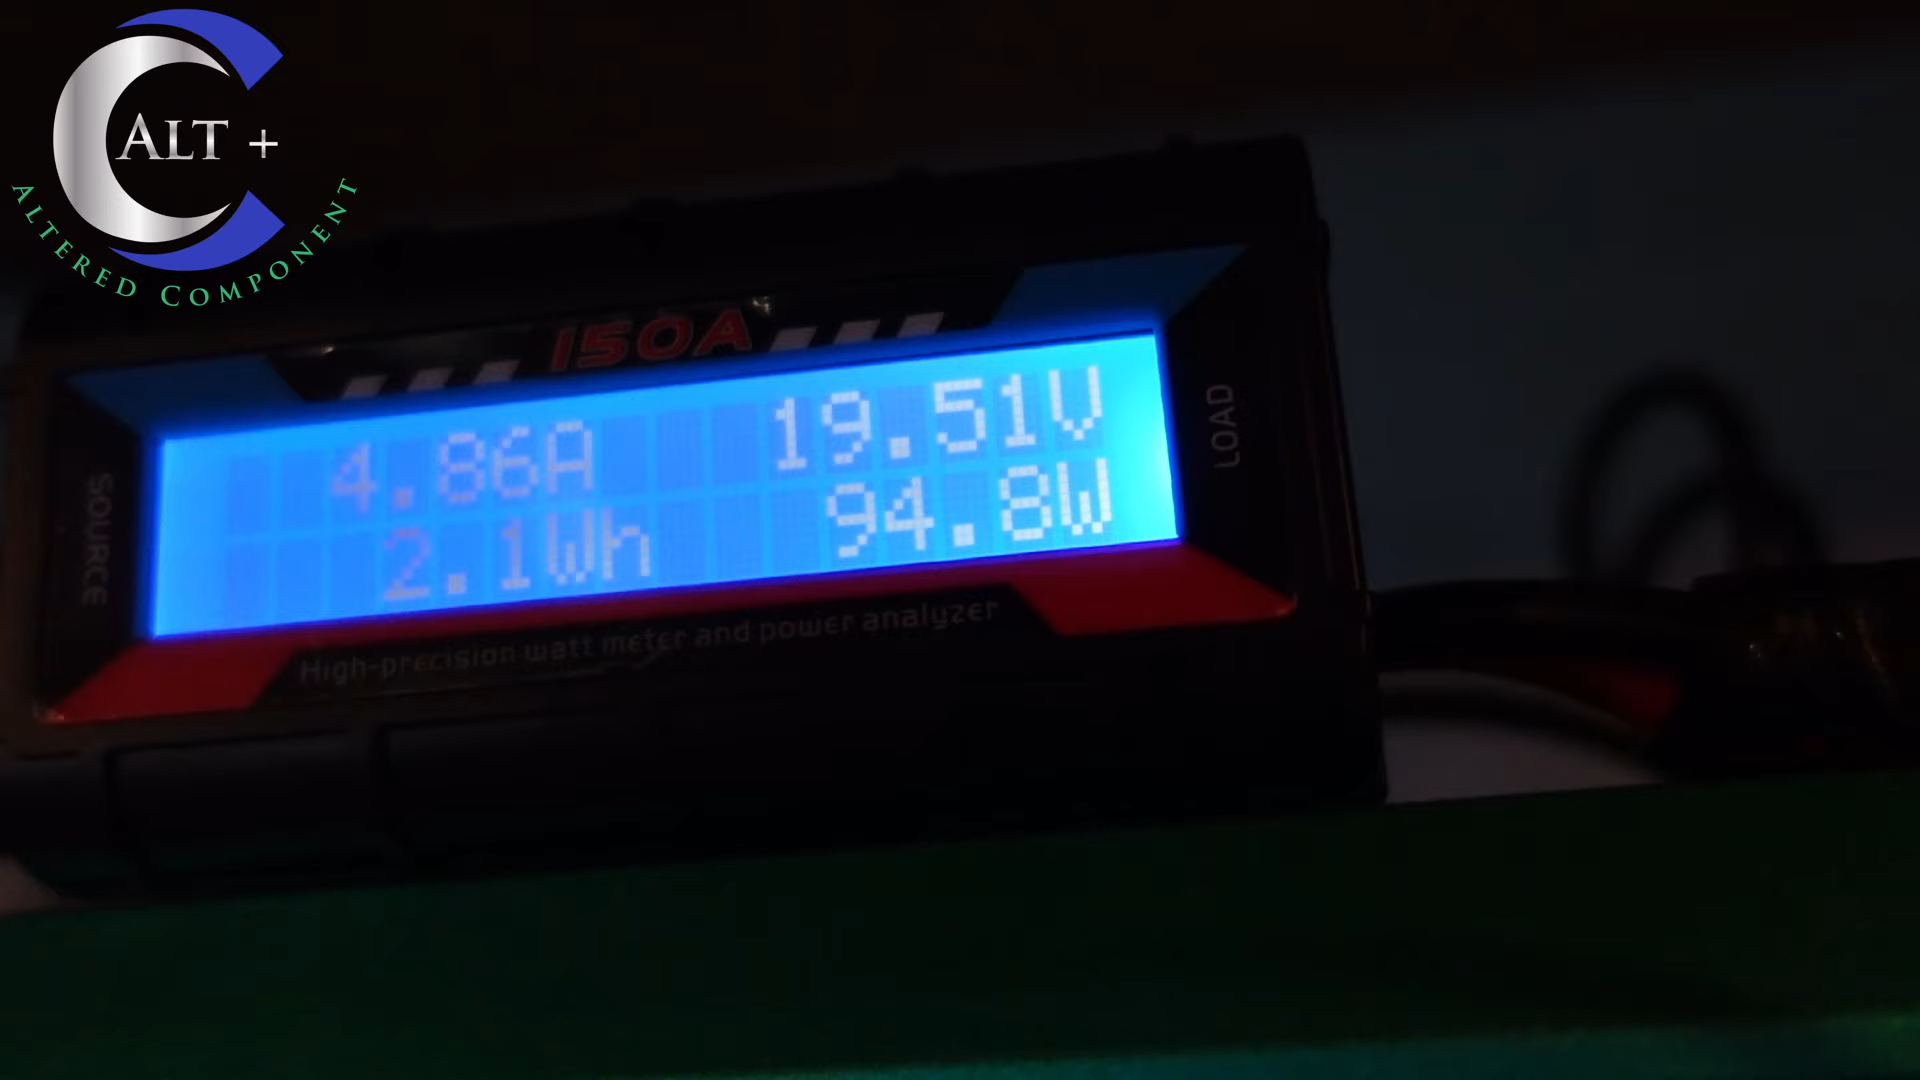 ALT +
ALTERED COMPONENT
150A
4.86A 19.51V
2.1Wh 94.8W
SOURCE
LOAD
High-precision watt meter and power analyzer